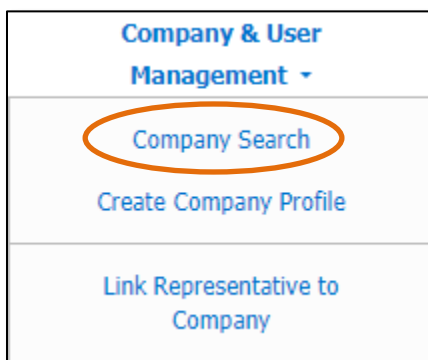 Company & User
Management
Company Search
Create Company Profile
Link Representative to
Company